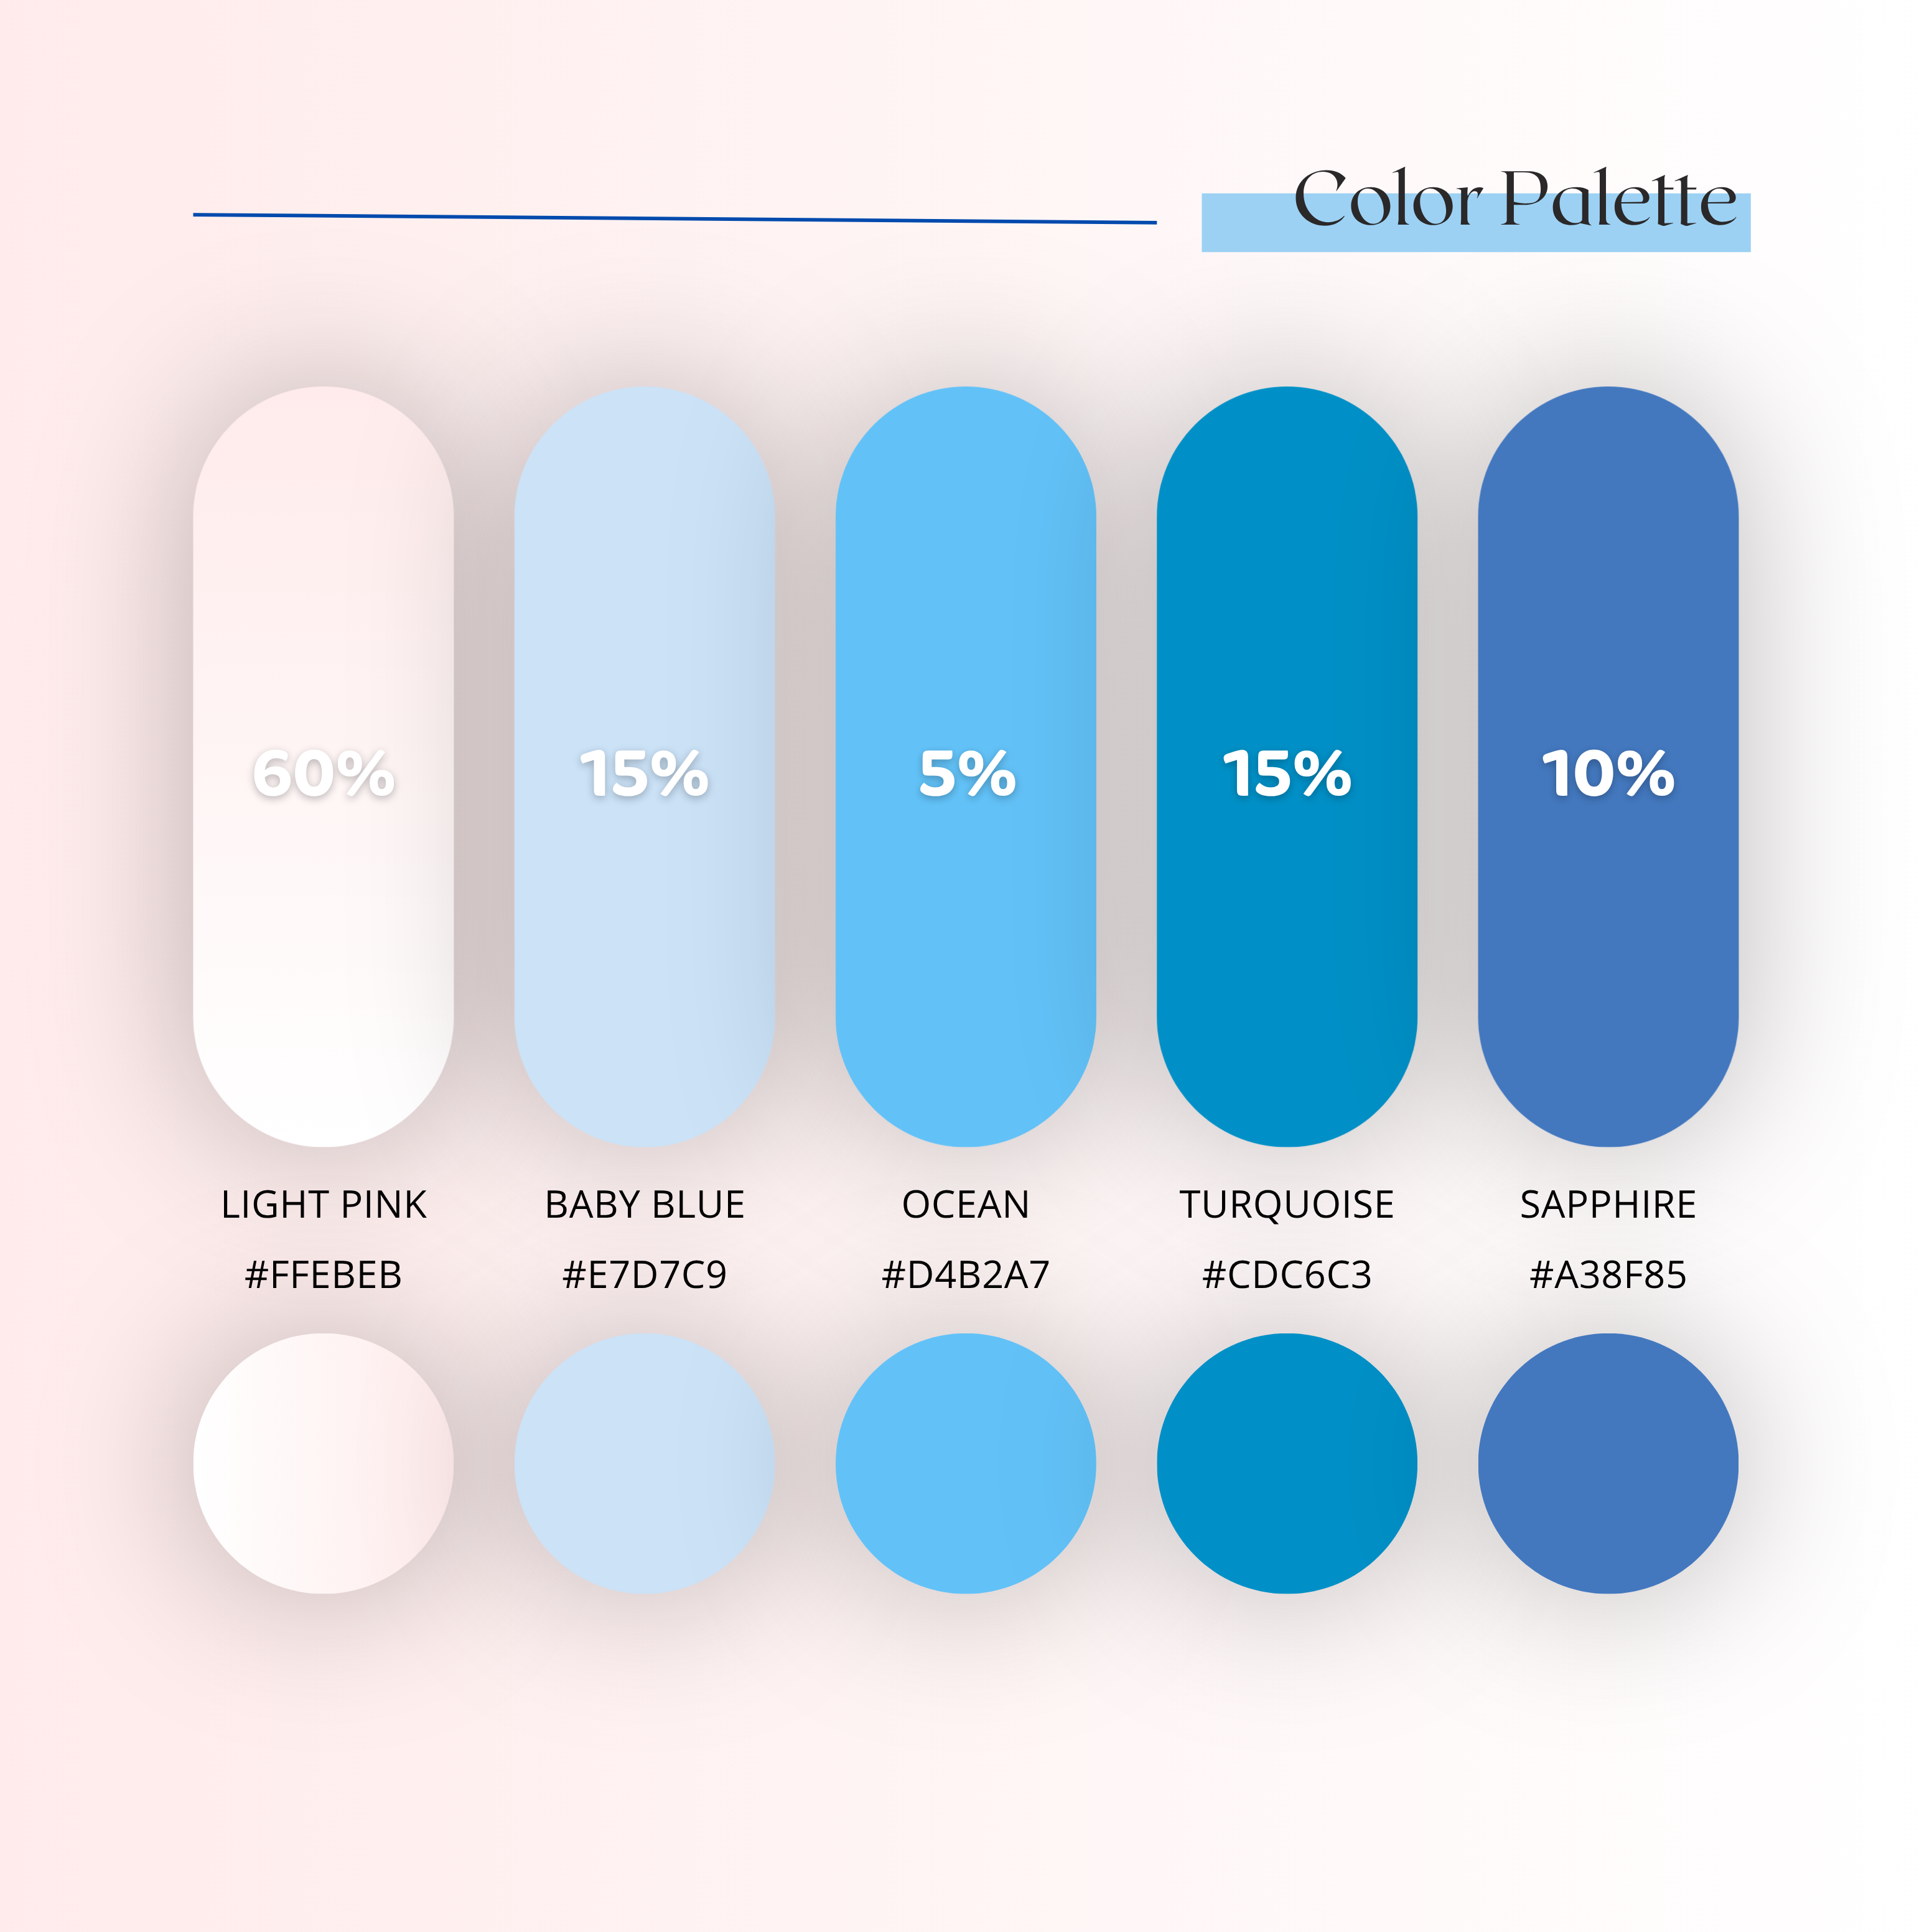 Color Palette
60% 15% 5% 15% 10%
LIGHT PINK BABY BLUE OCEAN TURQUOISE SAPPHIRE
#FFEBEB #E7D7C9 #D4B2A7 #CDC6C3 #A38F85